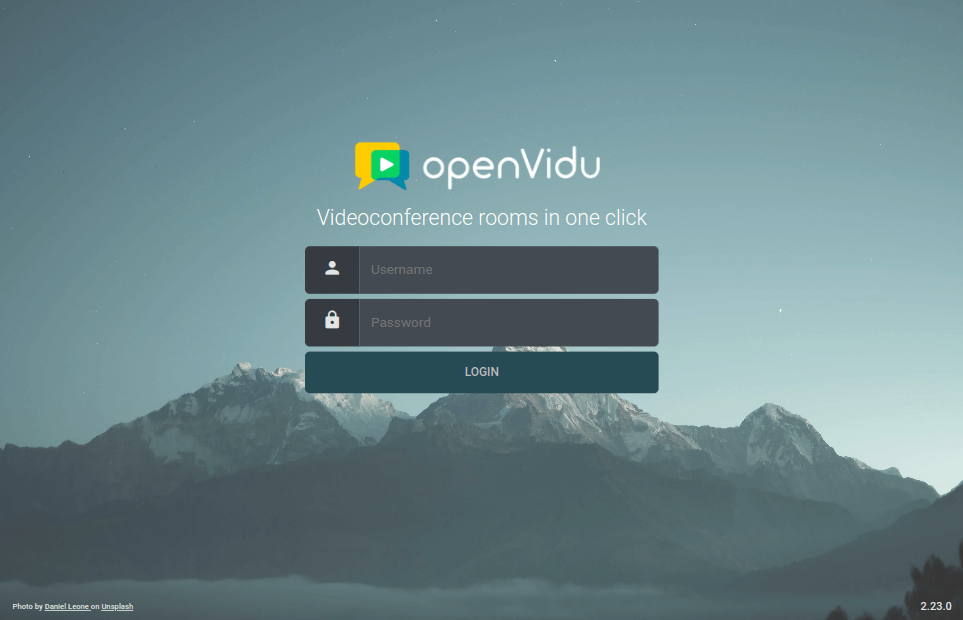 openVidu
Videoconference rooms in one click
Username
Password
LOGIN
Photo by Daniel Leone on Unsplash
2.23.0